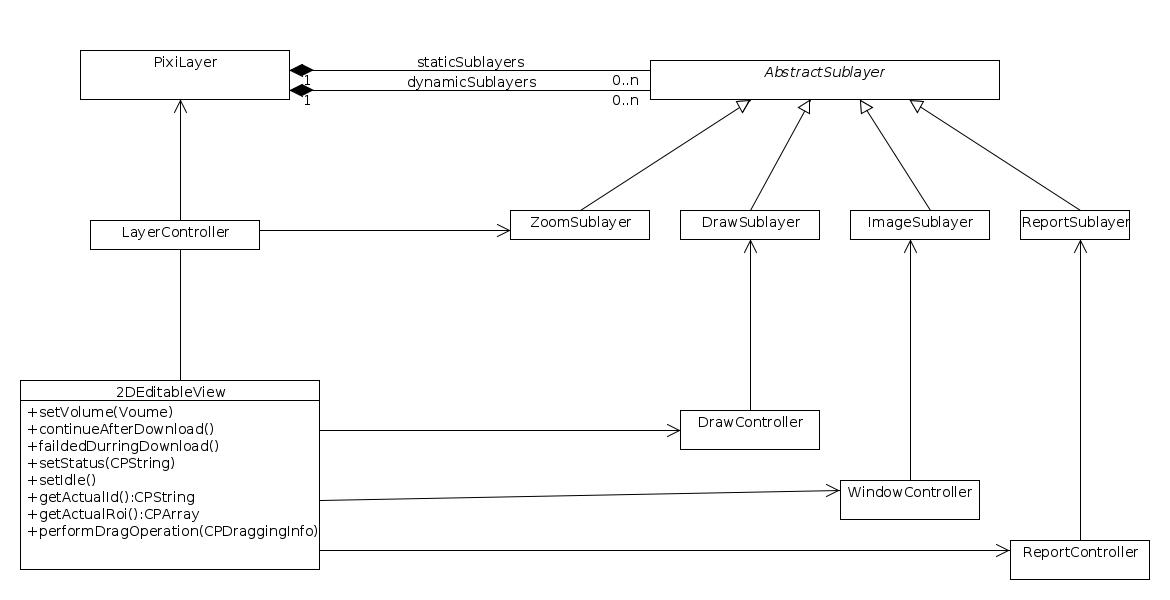 PixiLayer
staticSublayers
1
0..n
dynamicSublayers
1
0..n
AbstractSublayer
LayerController
ZoomSublayer
DrawSublayer
ImageSublayer
ReportSublayer
2DEditableView
+setVolume(Voume)
+continueAfterDownload()
+faildedDurringDownload()
+setStatus(CPString)
+setIdle()
+getActualId():CPString
+getActualRoi():CPArray
+performDragOperation(CPDraggingInfo)
DrawController
WindowController
ReportController